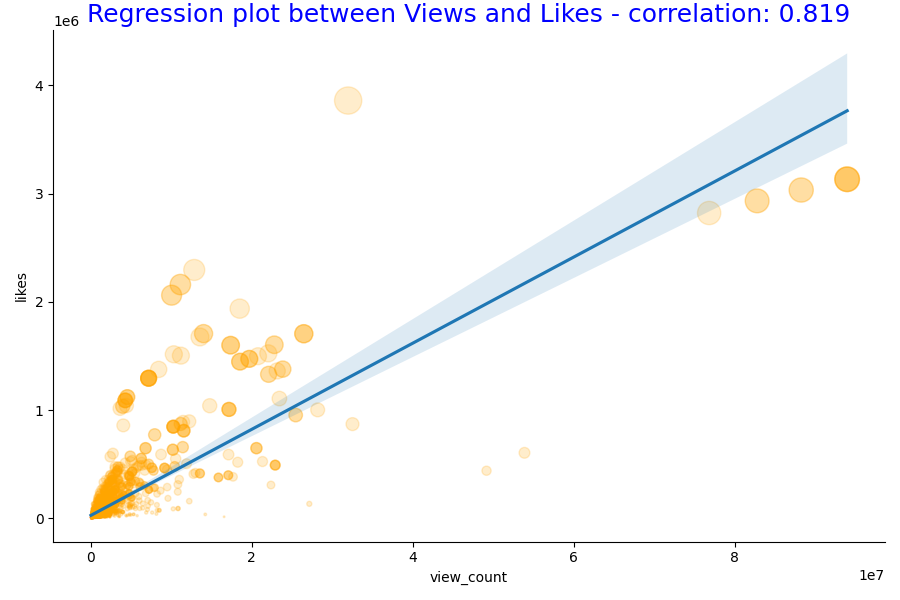 Regression plot between Views and Likes - correlation: 0.819
1e6
4
3
2
1
0
likes
0 2 4 6 8
1e7
view_count